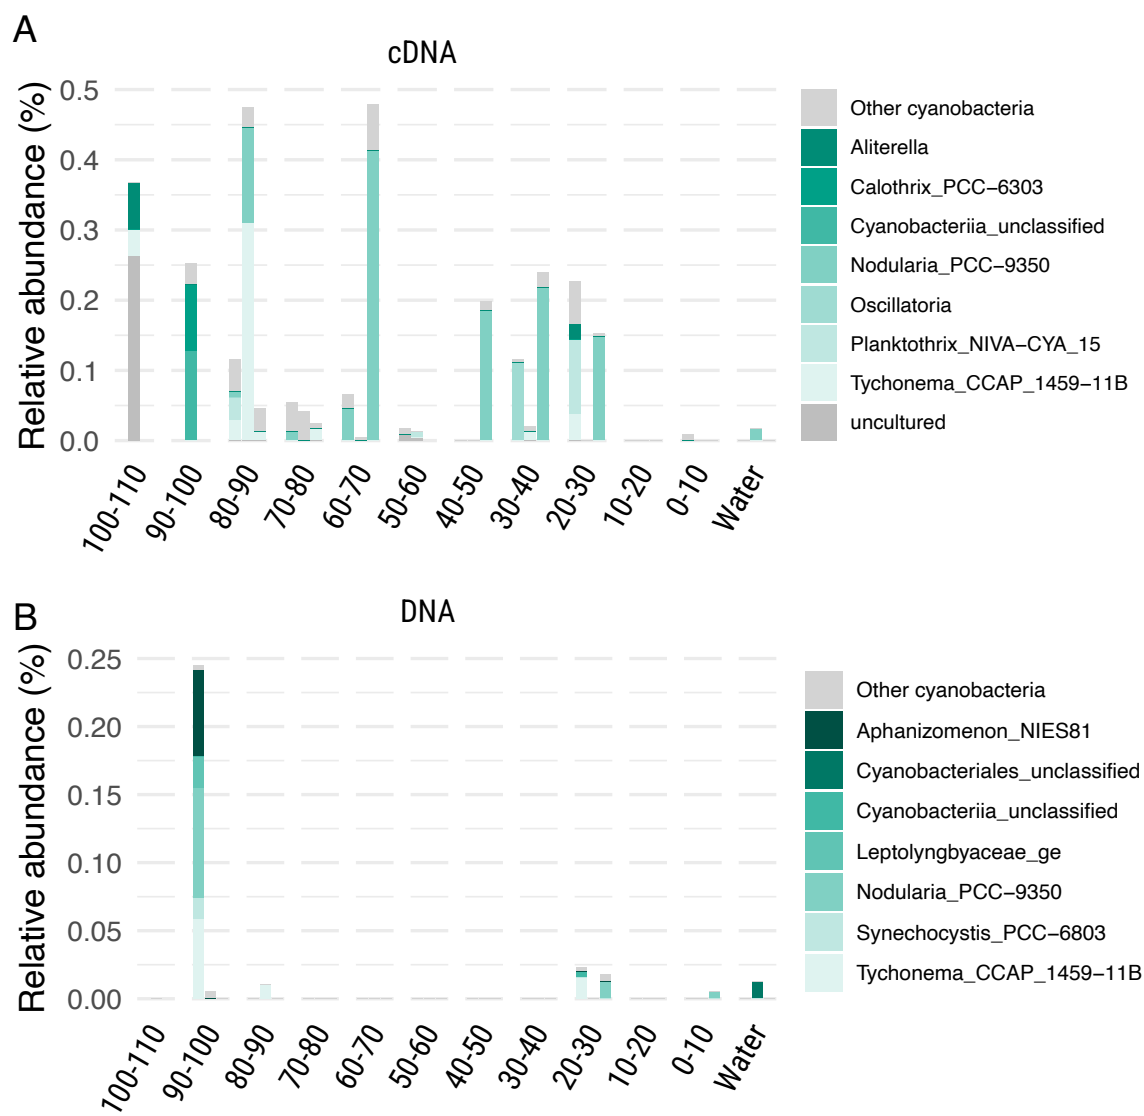 A
cDNA
Relative abundance (%)
0.5
0.4
0.3
0.2
0.1
0.0
100-110
90-100
80-90
70-80
60-70
50-60
40-50
30-40
20-30
10-20
0-10
Water
Other cyanobacteria
Aliterella
Calothrix_PCC−6303
Cyanobacteriia_unclassified
Nodularia_PCC−9350
Oscillatoria
Planktothrix_NIVA−CYA_15
Tychonema_CCAP_1459−11B
uncultured
B
DNA
Relative abundance (%)
0.25
0.20
0.15
0.10
0.05
0.00
100-110
90-100
80-90
70-80
60-70
50-60
40-50
30-40
20-30
10-20
0-10
Water
Other cyanobacteria
Aphanizomenon_NIES81
Cyanobacteriales_unclassified
Cyanobacteriia_unclassified
Leptolyngbyaceae_ge
Nodularia_PCC−9350
Synechocystis_PCC−6803
Tychonema_CCAP_1459−11B